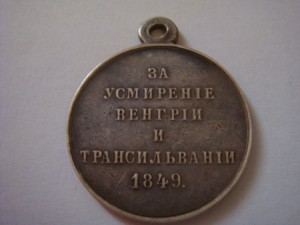 ЗА
УСМИРЕНІЕ
ВЕНГРІИ
И
ТРАНСИЛЬВАНІИ
1849.